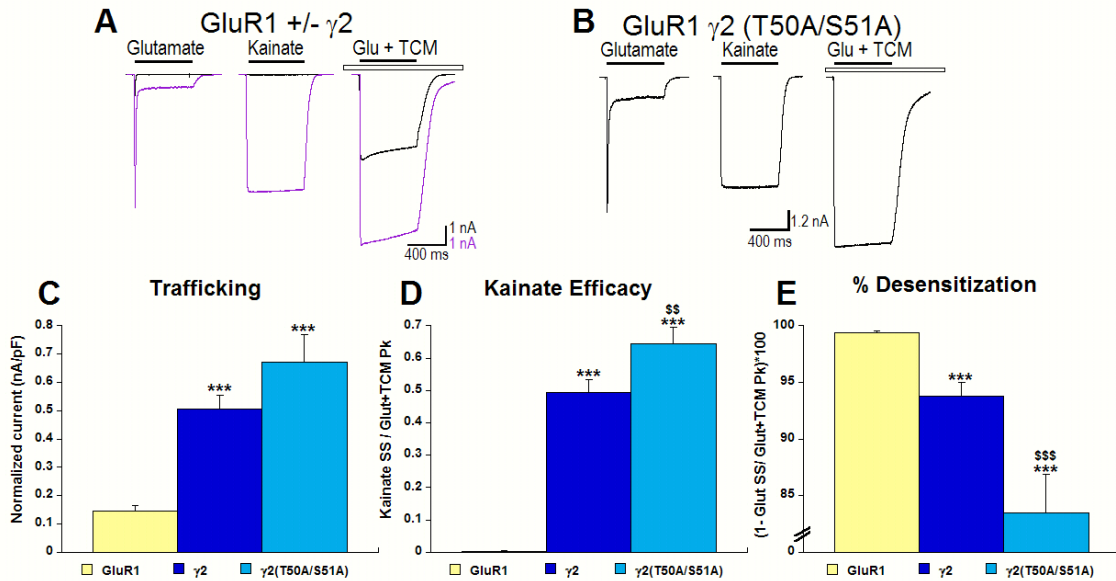 A
GluR1 +/- γ2
Glutamate
Kainate
Glu + TCM
1 nA
1 nA
400 ms
B
GluR1 γ2 (T50A/S51A)
Glutamate
Kainate
Glu + TCM
1.2 nA
400 ms
C
Trafficking
Normalized current (nA/pF)
0.8
0.7
0.6
0.5
0.4
0.3
0.2
0.1
0
***
***
GluR1
γ2
γ2(T50A/S51A)
D
Kainate Efficacy
Kainate SS / Glut+TCM Pk
0.7
0.6
0.5
0.4
0.3
0.2
0.1
0
***
$$
***
GluR1
γ2
γ2(T50A/S51A)
E
% Desensitization
(1- Glut SS/ Glut+TCM Pk)*100
100
95
90
85
0
***
$$$
***
GluR1
γ2
γ2(T50A/S51A)